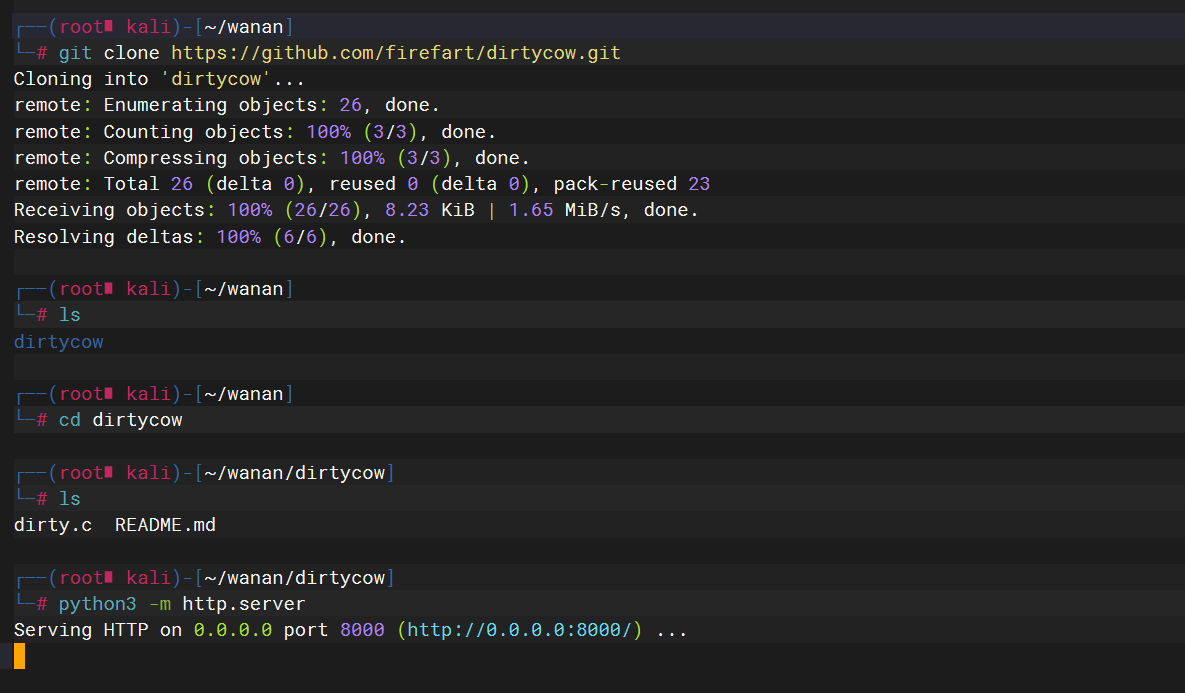 ┌──(root㉿ kali)-[~/wanan]
└─# git clone https://github.com/firefart/dirtycow.git
Cloning into 'dirtycow'...
remote: Enumerating objects: 26, done.
remote: Counting objects: 100% (3/3), done.
remote: Compressing objects: 100% (3/3), done.
remote: Total 26 (delta 0), reused 0 (delta 0), pack-reused 23
Receiving objects: 100% (26/26), 8.23 KiB | 1.65 MiB/s, done.
Resolving deltas: 100% (6/6), done.
┌──(root∎ kali)-[~/wanan]
└─# ls
dirtycow
┌──(root∎ kali)-[~/wanan]
└─# cd dirtycow
┌──(root∎ kali)-[~/wanan/dirtycow]
└─# ls
dirty.c  README.md
┌──(root∎ kali)-[~/wanan/dirtycow]
└─# python3 -m http.server
Serving HTTP on 0.0.0.0 port 8000 (http://0.0.0.0:8000/) ...